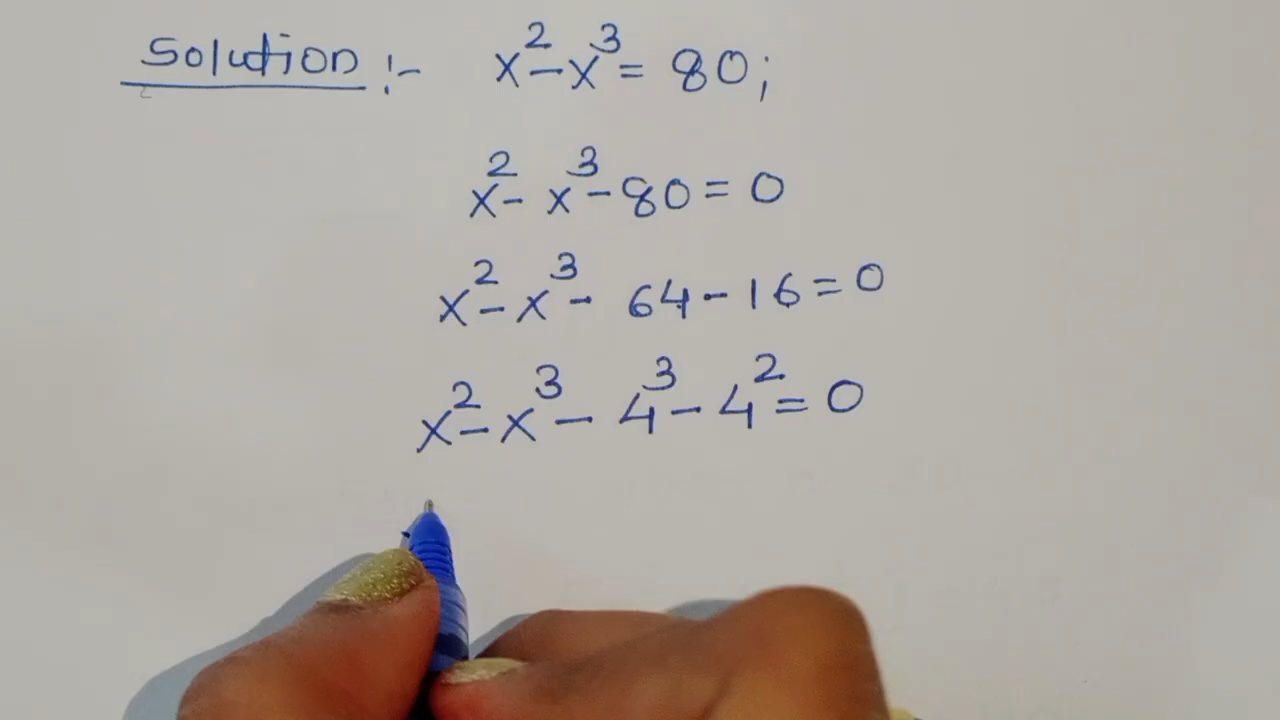 Solution :- x² - x³ = 80;
x² - x³ - 80 = 0
x² - x³ - 64 - 16 = 0
x² - x³ - 4³ - 4² = 0